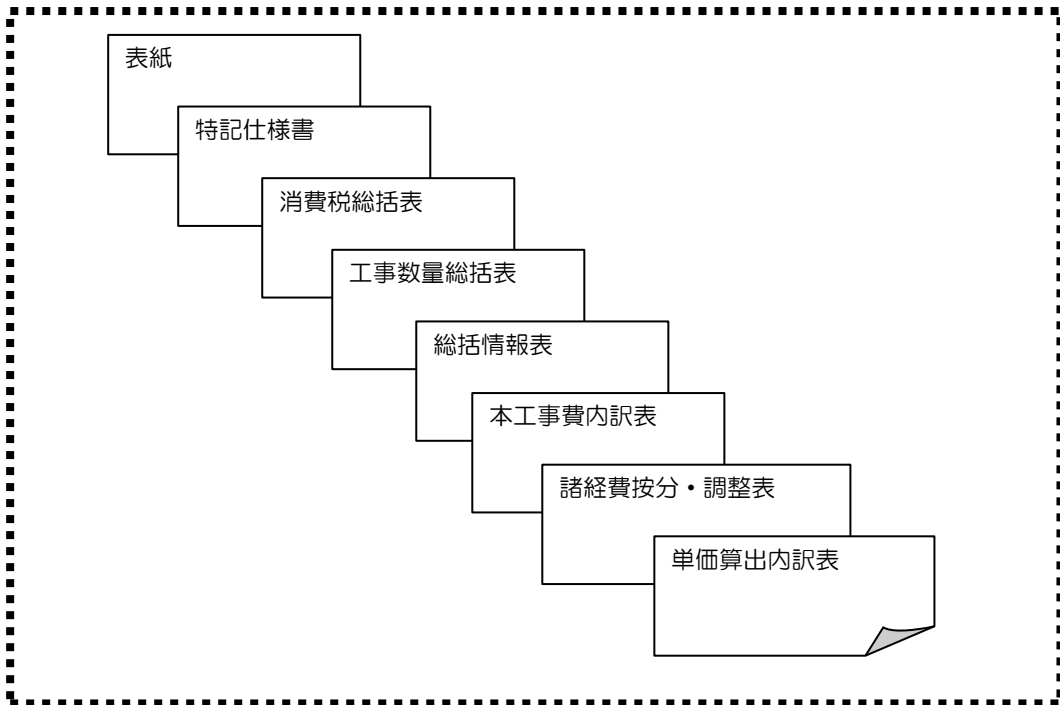 表紙
特記仕様書
消費税総括表
工事数量総括表
総括情報表
本工事費内訳表
諸経費按分・調整表
単価算出内訳表